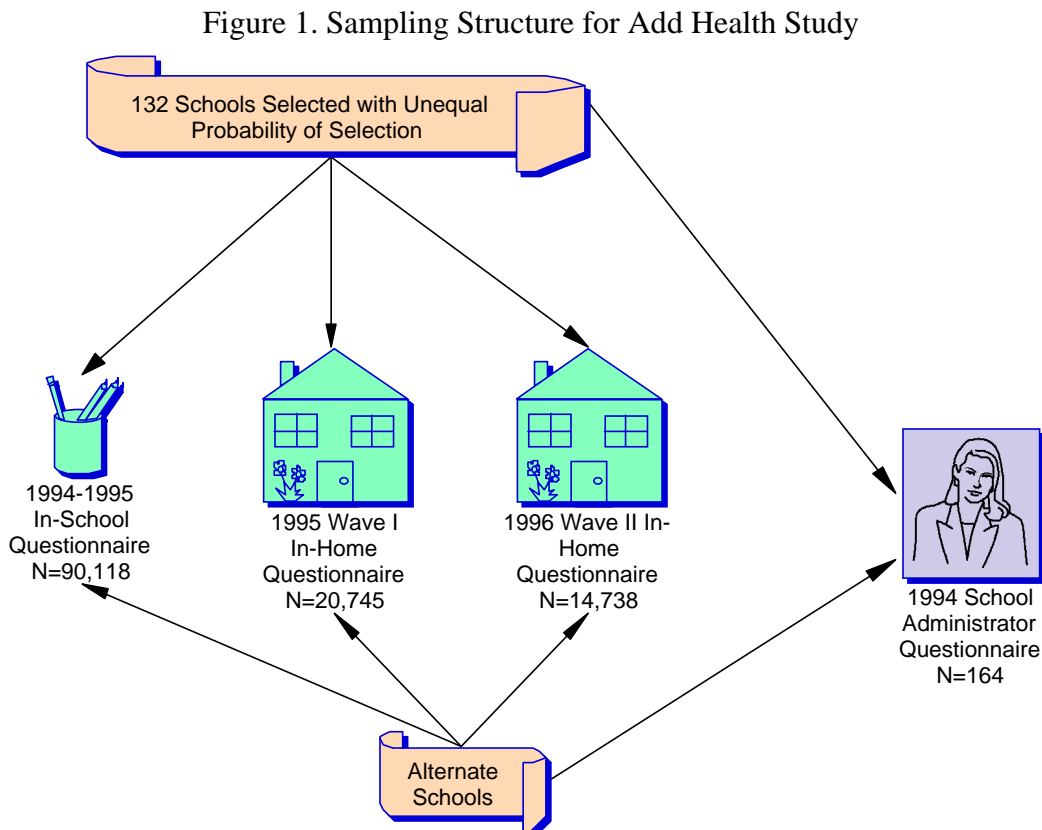 Figure 1. Sampling Structure for Add Health Study
132 Schools Selected with Unequal
Probability of Selection
1994-1995
In-School
Questionnaire
N=90,118
1995 Wave I
In-Home
Questionnaire
N=20,745
1996 Wave II In-
Home
Questionnaire
N=14,738
1994 School
Administrator
Questionnaire
N=164
Alternate
Schools